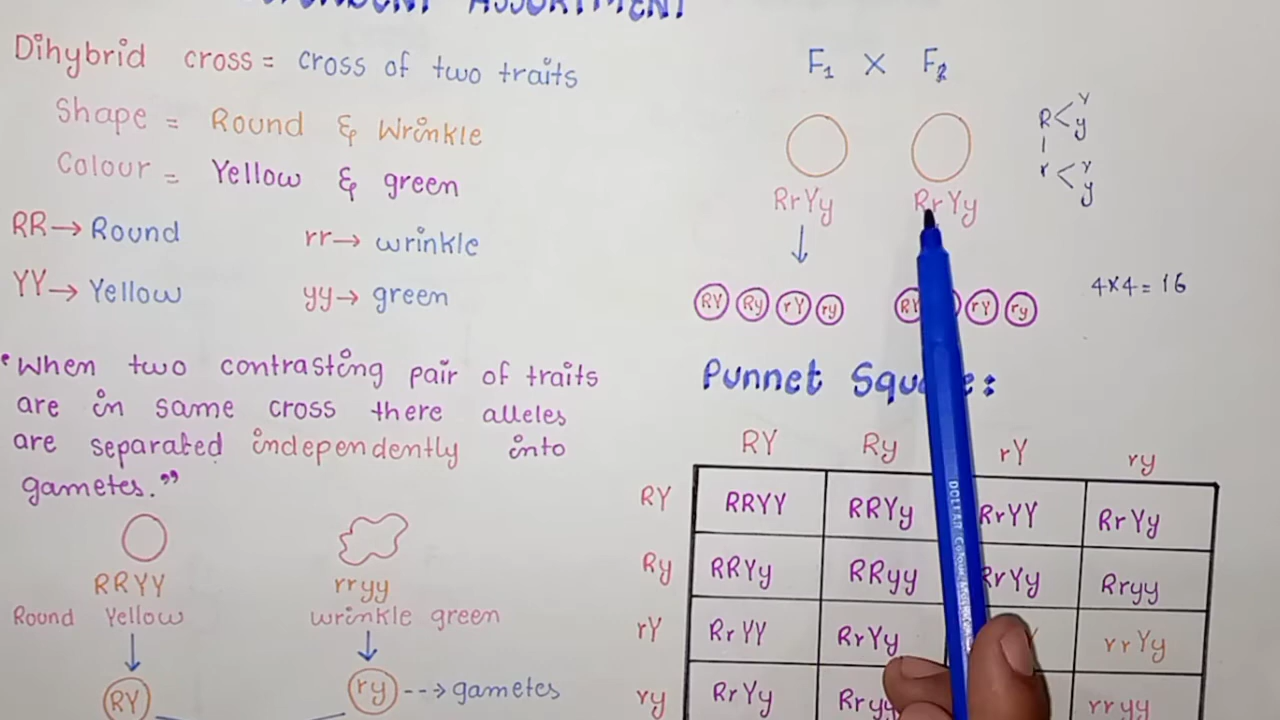 ASSORTMENT
Dihybrid cross = cross of two traits
Shape = Round & Wrinkle
Colour = Yellow & green
RR → Round
rr → wrinkle
YY → Yellow
yy → green
"When two contrasting pair of traits
are in same cross there alleles
are separated independently into
gametes."
RRYY
rryy
Round Yellow
wrinkle green
RY
ry ---> gametes
F1 × F2
RrYy
RrYy
R < Y y
r < Y y
RY Ry rY ry
RY rY ry
4×4=16
Punnet
RY Ry rY ry
RY RRYY RRYy RrYY RrYy
Ry RRYy RRyy RrYy Rryy
rY RrYY RrYy rrYy
ry RrYy Rryy rryy
DOLLAR